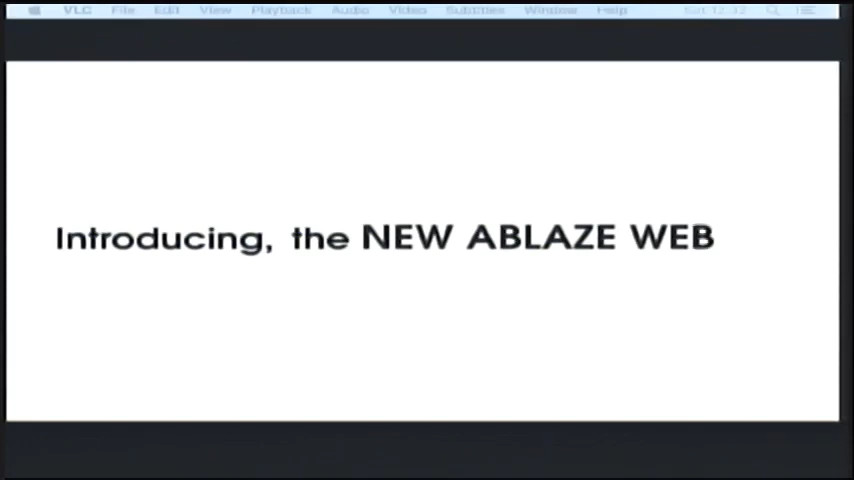 VLC File Edit View Playback Audio Video Subtitles Window Help
Introducing, the NEW ABLAZE WEB